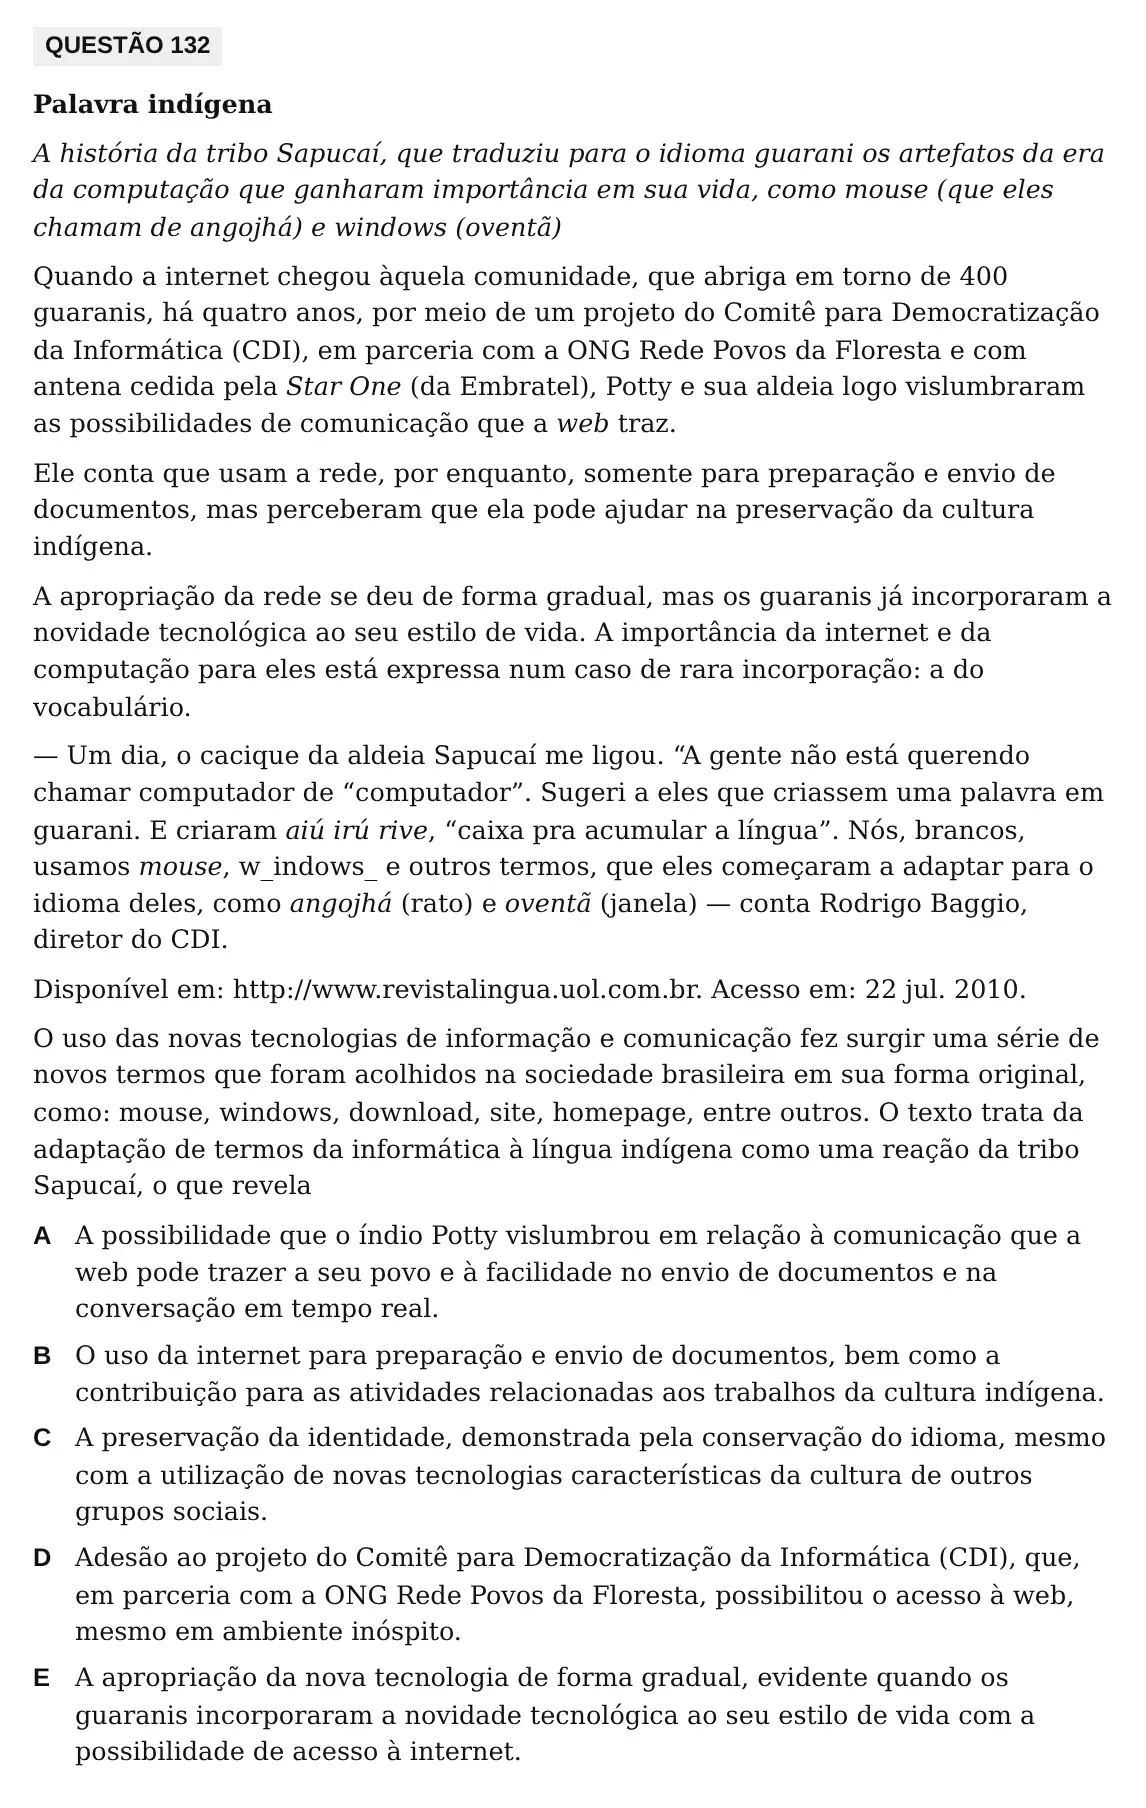 QUESTÃO 132
Palavra indígena
A história da tribo Sapucaí, que traduziu para o idioma guarani os artefatos da era
da computação que ganharam importância em sua vida, como mouse (que eles
chamam de angojhá) e windows (oventã)
Quando a internet chegou àquela comunidade, que abriga em torno de 400
guaranis, há quatro anos, por meio de um projeto do Comitê para Democratização
da Informática (CDI), em parceria com a ONG Rede Povos da Floresta e com
antena cedida pela Star One (da Embratel), Potty e sua aldeia logo vislumbraram
as possibilidades de comunicação que a web traz.
Ele conta que usam a rede, por enquanto, somente para preparação e envio de
documentos, mas perceberam que ela pode ajudar na preservação da cultura
indígena.
A apropriação da rede se deu de forma gradual, mas os guaranis já incorporaram a
novidade tecnológica ao seu estilo de vida. A importância da internet e da
computação para eles está expressa num caso de rara incorporação: a do
vocabulário.
— Um dia, o cacique da aldeia Sapucaí me ligou. “A gente não está querendo
chamar computador de “computador”. Sugeri a eles que criassem uma palavra em
guarani. E criaram aiú irú rive, “caixa pra acumular a língua”. Nós, brancos,
usamos mouse, w_indows_ e outros termos, que eles começaram a adaptar para o
idioma deles, como angojhá (rato) e oventã (janela) — conta Rodrigo Baggio,
diretor do CDI.
Disponível em: http://www.revistalingua.uol.com.br. Acesso em: 22 jul. 2010.
O uso das novas tecnologias de informação e comunicação fez surgir uma série de
novos termos que foram acolhidos na sociedade brasileira em sua forma original,
como: mouse, windows, download, site, homepage, entre outros. O texto trata da
adaptação de termos da informática à língua indígena como uma reação da tribo
Sapucaí, o que revela
A A possibilidade que o índio Potty vislumbrou em relação à comunicação que a
web pode trazer a seu povo e à facilidade no envio de documentos e na
conversação em tempo real.
B O uso da internet para preparação e envio de documentos, bem como a
contribuição para as atividades relacionadas aos trabalhos da cultura indígena.
C A preservação da identidade, demonstrada pela conservação do idioma, mesmo
com a utilização de novas tecnologias características da cultura de outros
grupos sociais.
D Adesão ao projeto do Comitê para Democratização da Informática (CDI), que,
em parceria com a ONG Rede Povos da Floresta, possibilitou o acesso à web,
mesmo em ambiente inóspito.
E A apropriação da nova tecnologia de forma gradual, evidente quando os
guaranis incorporaram a novidade tecnológica ao seu estilo de vida com a
possibilidade de acesso à internet.